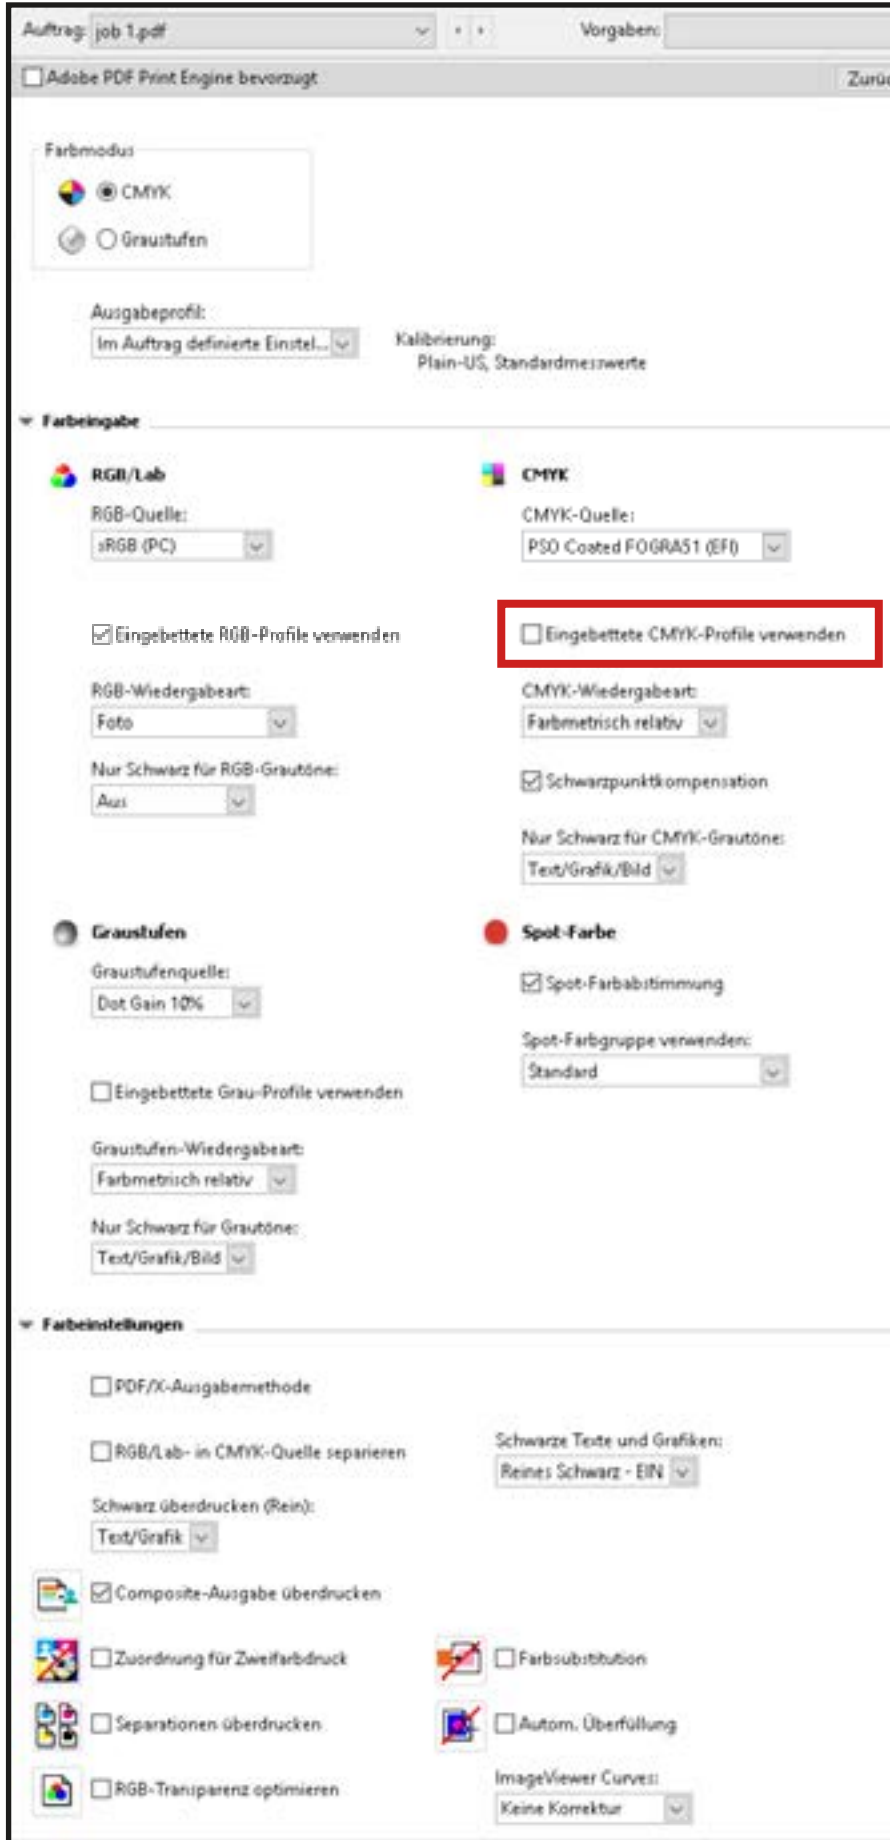 Auftrag: job 1.pdf Vorgaben:
Adobe PDF Print Engine bevorzugt
Farbmodus
CMYK
Graustufen
Ausgabeprofil:
Im Auftrag definierte Einstel...
Kalibrierung:
Plain-US, Standardmesswerte
Farbeingabe
RGB/Lab
RGB-Quelle:
sRGB (PC)
Eingebettete RGB-Profile verwenden
RGB-Wiedergabeart:
Foto
Nur Schwarz für RGB-Grautöne:
Aus
CMYK
CMYK-Quelle:
PSO Coated FOGRA51 (EFI)
Eingebettete CMYK-Profile verwenden
CMYK-Wiedergabeart:
Farbmetrisch relativ
Schwarzpunktkompensation
Nur Schwarz für CMYK-Grautöne:
Text/Grafik/Bild
Graustufen
Graustufenquelle:
Dot Gain 10%
Eingebettete Grau-Profile verwenden
Graustufen-Wiedergabeart:
Farbmetrisch relativ
Nur Schwarz für Grautöne:
Text/Grafik/Bild
Spot-Farbe
Spot-Farbabstimmung
Spot-Farbgruppe verwenden:
Standard
Farbeinstellungen
PDF/X-Ausgabemethode
RGB/Lab- in CMYK-Quelle separieren
Schwarze Texte und Grafiken:
Reines Schwarz - EIN
Schwarz überdrucken (Rein):
Text/Grafik
Composite-Ausgabe überdrucken
Zuordnung für Zweifarbdruck
Farbsubstitution
Separationen überdrucken
Autom. Überfüllung
RGB-Transparenz optimieren
ImageViewer Curves:
Keine Korrektur